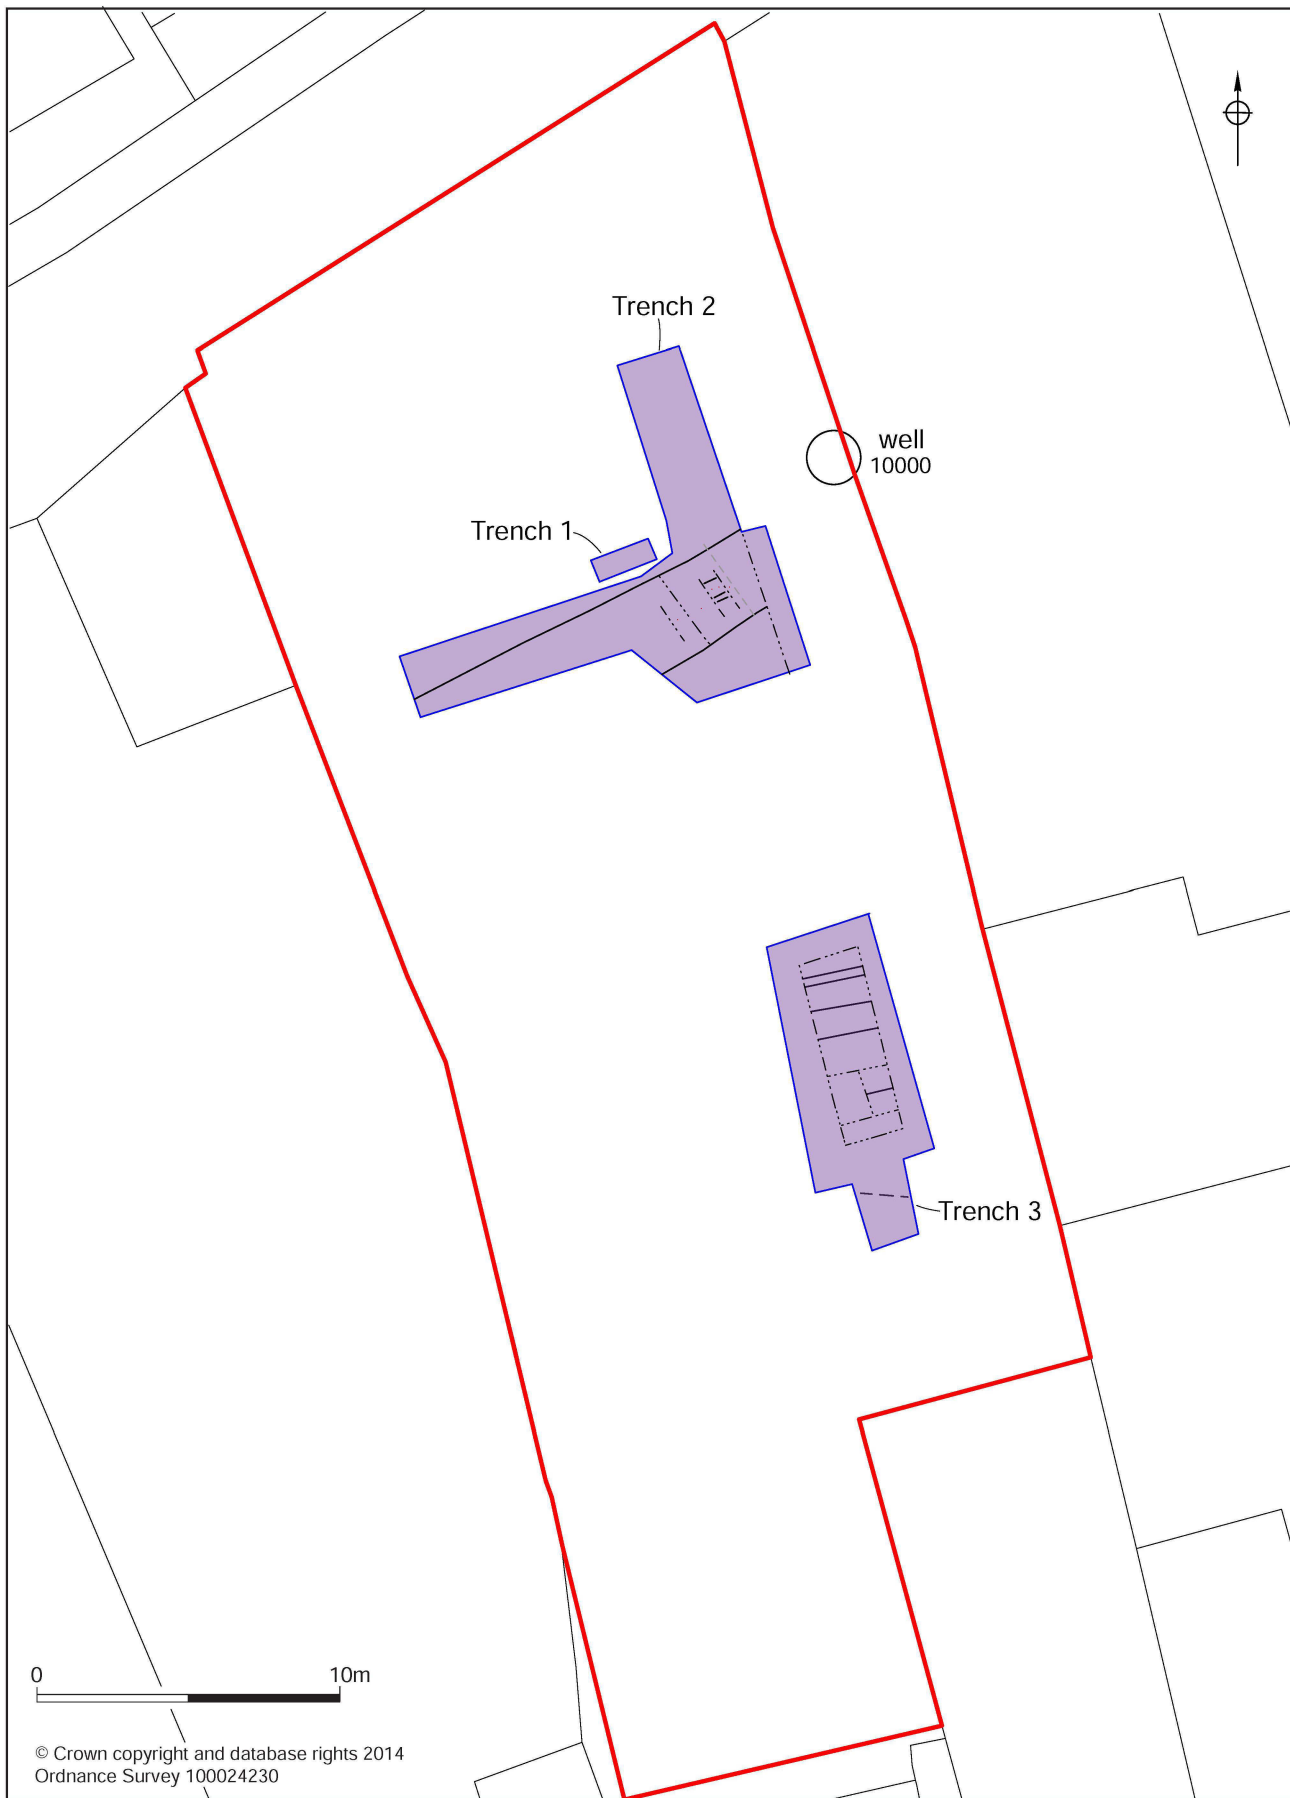 Trench 2
well
10000
Trench 1
Trench 3
0 10m
© Crown copyright and database rights 2014
Ordnance Survey 100024230